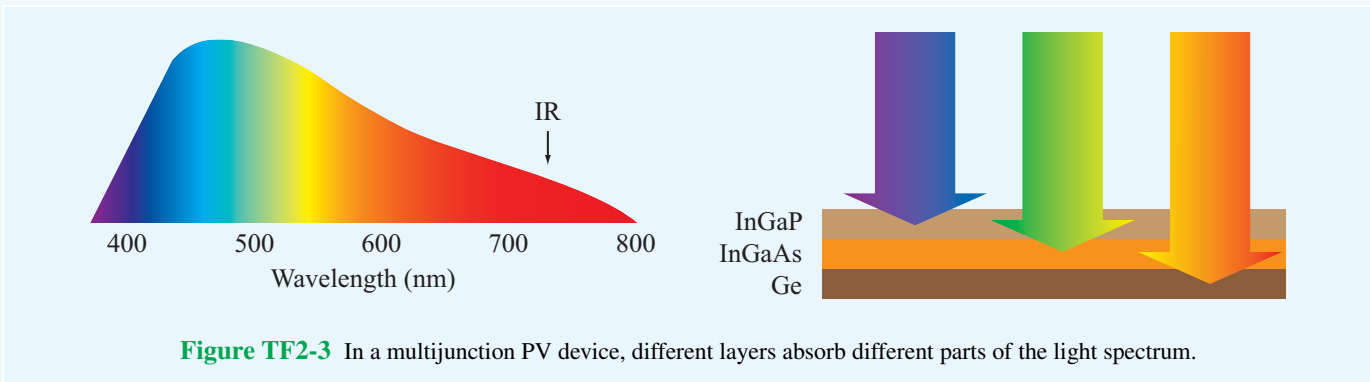 IR
400 500 600 700 800
Wavelength (nm)
InGaP
InGaAs
Ge
Figure TF2-3 In a multijunction PV device, different layers absorb different parts of the light spectrum.